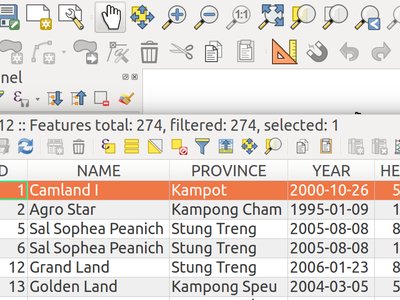 1:1
nel
12 :: Features total: 274, filtered: 274, selected: 1
D NAME PROVINCE YEAR HE
1 Camland I Kampot 2000-10-26 5
2 Agro Star Kampong Cham 1995-01-09 1
5 Sal Sophea Peanich Stung Treng 2005-08-08 8
6 Sal Sophea Peanich Stung Treng 2005-08-08 1
12 Grand Land Stung Treng 2006-01-23 8
13 Golden Land Kampong Speu 2004-03-05 5